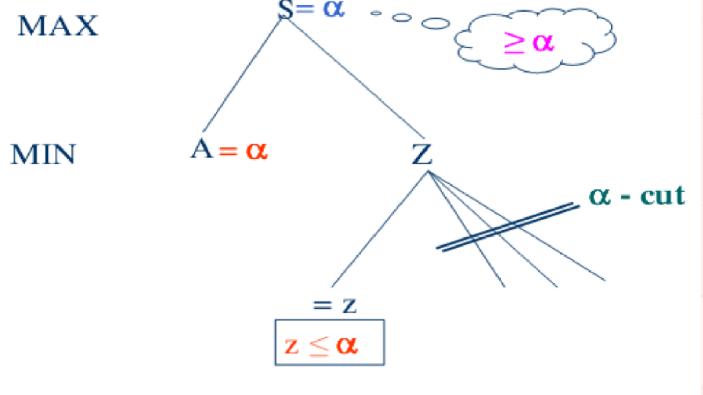 MAX
S= α
≥ α
MIN
A = α
Z
α - cut
= z
z ≤ α